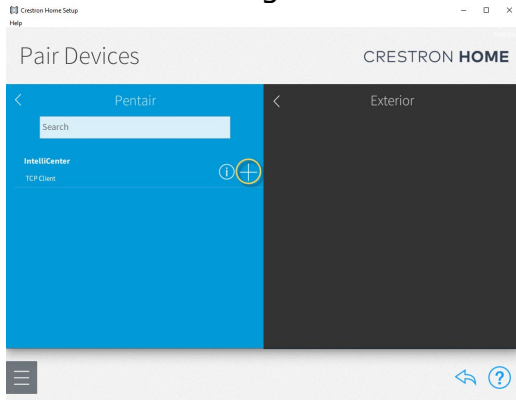 Crestron Home Setup
Help
Pair Devices
CRESTRON HOME
Pentair
Exterior
Search
IntelliCenter
TCP Client